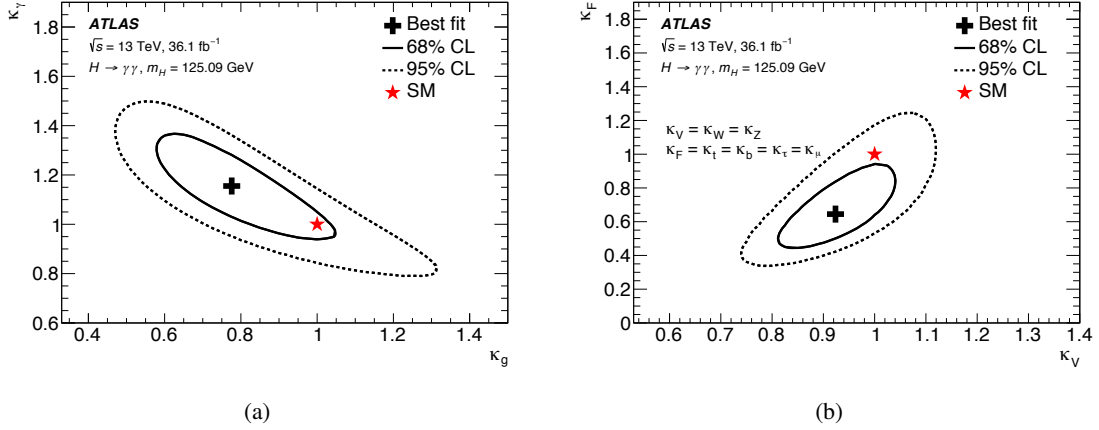 κγ
ATLAS
√s = 13 TeV, 36.1 fb⁻¹
H → γγ, m_H = 125.09 GeV
Best fit
68% CL
95% CL
SM
1.8
1.6
1.4
1.2
1
0.8
0.6
0.4 0.6 0.8 1 1.2 1.4
κg
(a)
κF
ATLAS
√s = 13 TeV, 36.1 fb⁻¹
H → γγ, m_H = 125.09 GeV
Best fit
68% CL
95% CL
SM
κV = κW = κZ
κF = κt = κb = κτ = κμ
1.8
1.6
1.4
1.2
1
0.8
0.6
0.4
0.2
0
0.6 0.7 0.8 0.9 1 1.1 1.2 1.3 1.4
κV
(b)